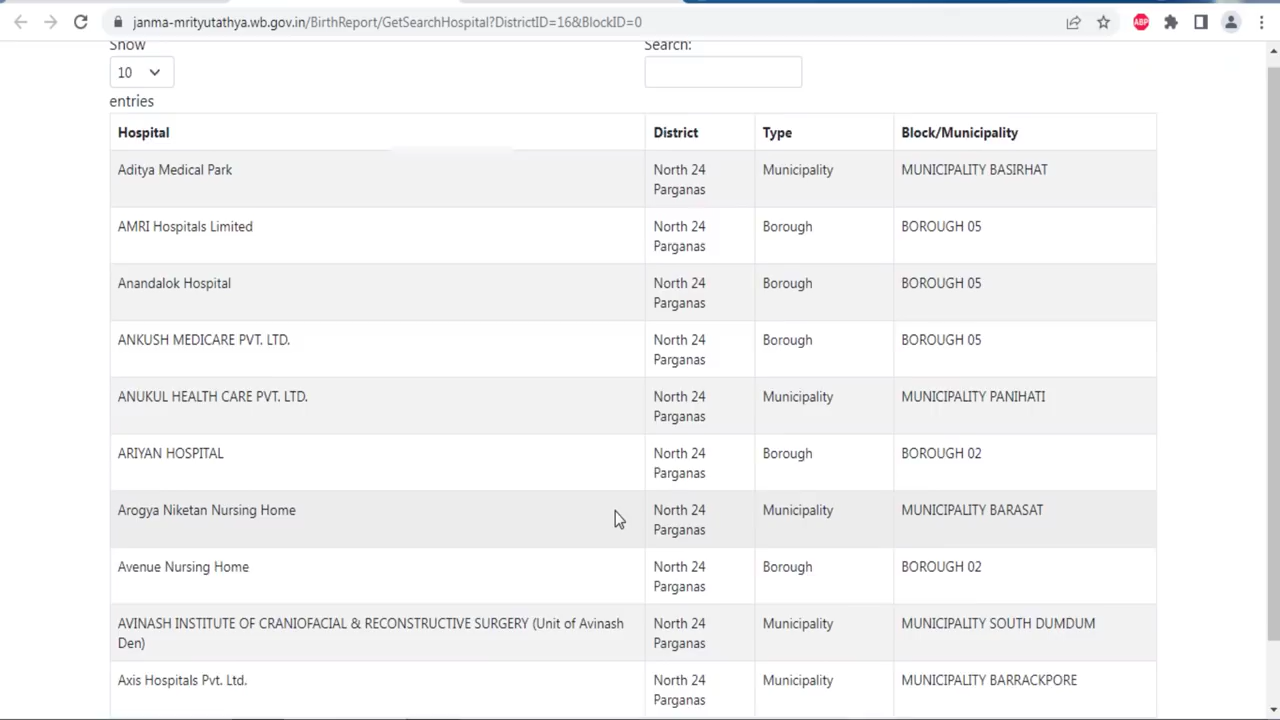 janma-mrityutathya.wb.gov.in/BirthReport/GetSearchHospital?DistrictID=16&BlockID=0
ABP
Show
Search:
10
entries
Hospital District Type Block/Municipality
Aditya Medical Park North 24 Municipality MUNICIPALITY BASIRHAT
Parganas
AMRI Hospitals Limited North 24 Borough BOROUGH 05
Parganas
Anandalok Hospital North 24 Borough BOROUGH 05
Parganas
ANKUSH MEDICARE PVT. LTD. North 24 Borough BOROUGH 05
Parganas
ANUKUL HEALTH CARE PVT. LTD. North 24 Municipality MUNICIPALITY PANIHATI
Parganas
ARIYAN HOSPITAL North 24 Borough BOROUGH 02
Parganas
Arogya Niketan Nursing Home North 24 Municipality MUNICIPALITY BARASAT
Parganas
Avenue Nursing Home North 24 Borough BOROUGH 02
Parganas
AVINASH INSTITUTE OF CRANIOFACIAL & RECONSTRUCTIVE SURGERY (Unit of Avinash North 24 Municipality MUNICIPALITY SOUTH DUMDUM
Den) Parganas
Axis Hospitals Pvt. Ltd. North 24 Municipality MUNICIPALITY BARRACKPORE
Parganas